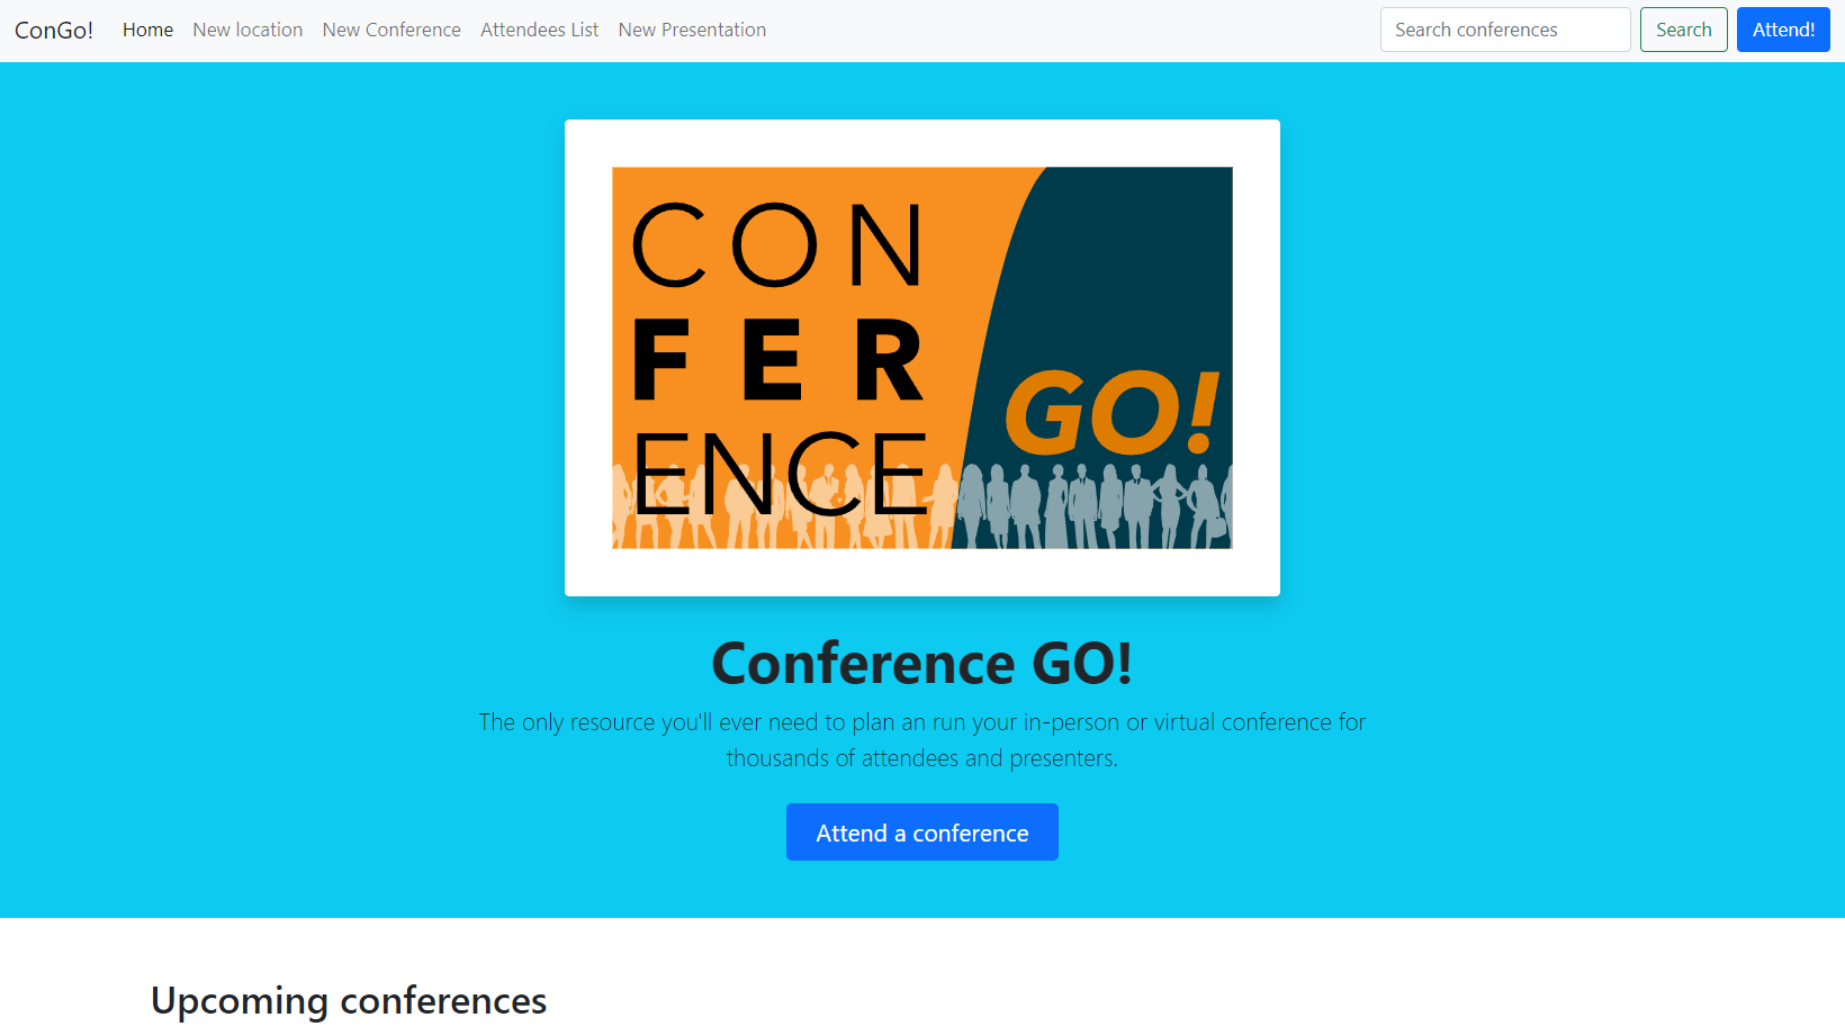 ConGo! Home New location New Conference Attendees List New Presentation Search conferences Search Attend!
CON
FER
ENCE
GO!
Conference GO!
The only resource you'll ever need to plan an run your in-person or virtual conference for
thousands of attendees and presenters.
Attend a conference
Upcoming conferences